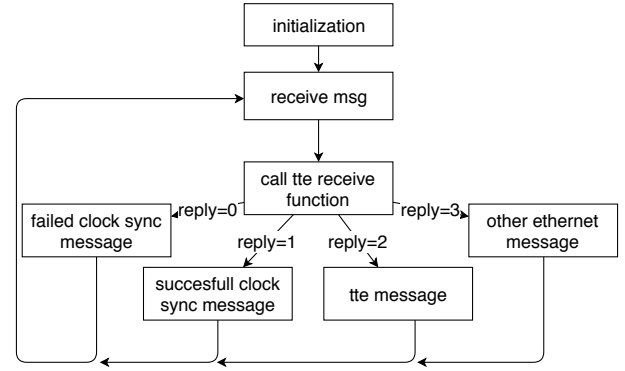 initialization
receive msg
call tte receive
function
reply=0
reply=3
failed clock sync
message
other ethernet
message
reply=1
reply=2
succesfull clock
sync message
tte message